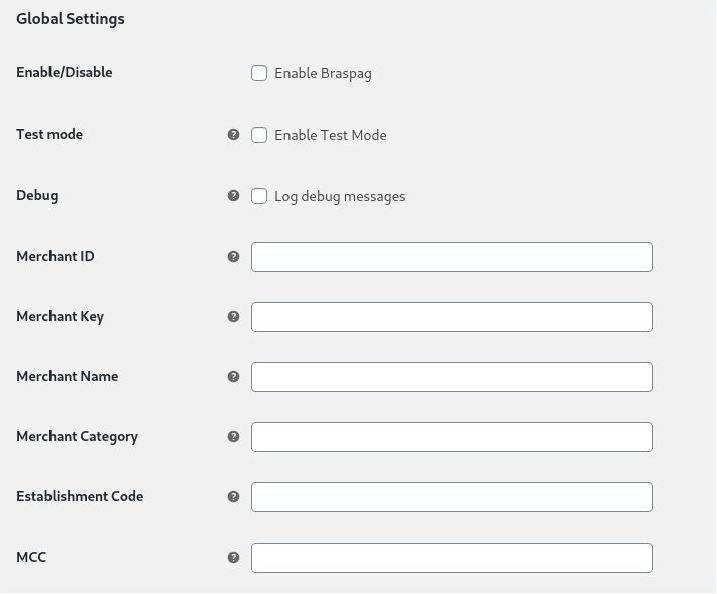 Global Settings
Enable/Disable
Enable Braspag
Test mode
?
Enable Test Mode
Debug
?
Log debug messages
Merchant ID
?
Merchant Key
?
Merchant Name
?
Merchant Category
?
Establishment Code
?
MCC
?